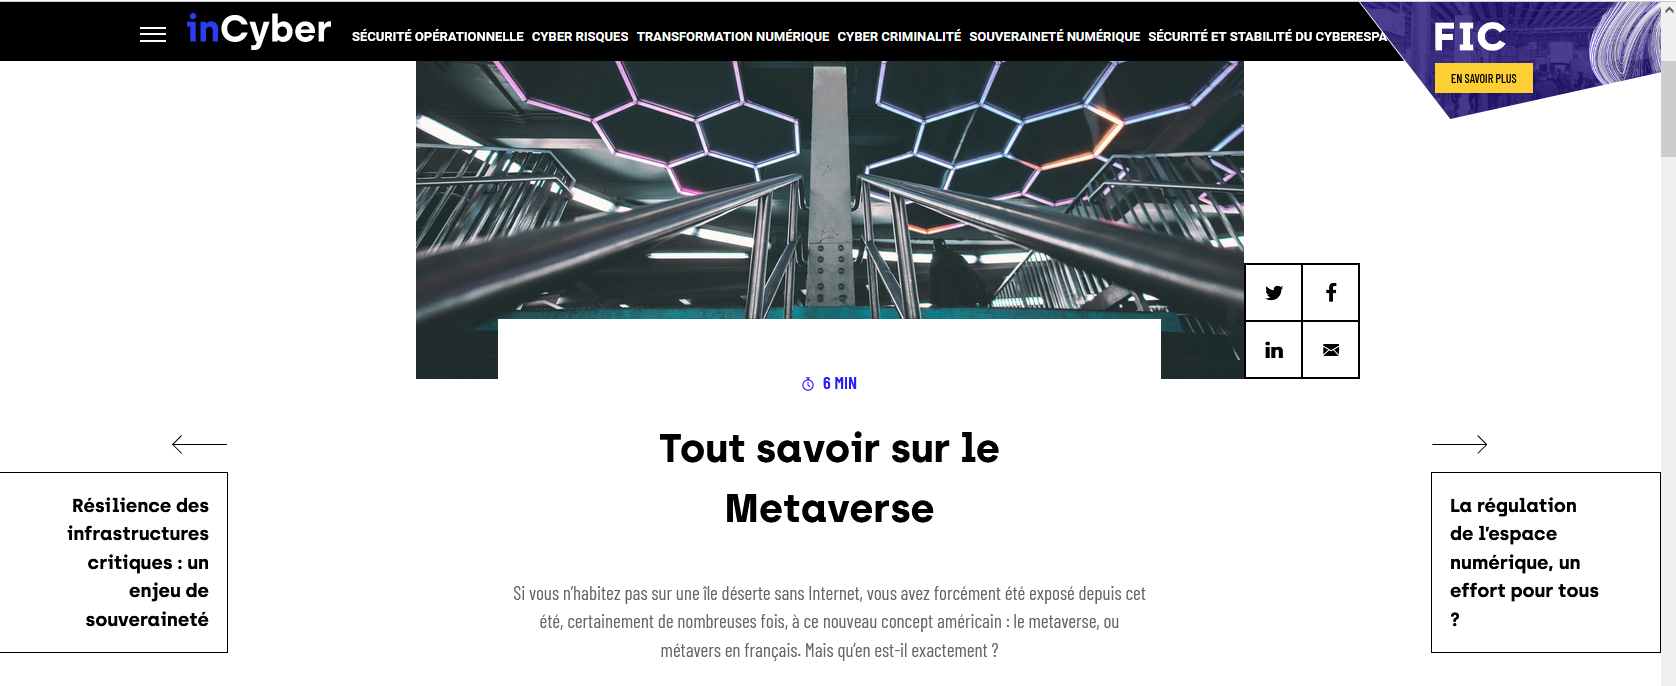 inCyber
SÉCURITÉ OPÉRATIONNELLE CYBER RISQUES TRANSFORMATION NUMÉRIQUE CYBER CRIMINALITÉ SOUVERAINETÉ NUMÉRIQUE SÉCURITÉ ET STABILITÉ DU CYBERESPA
FIC
EN SAVOIR PLUS
6 MIN
Tout savoir sur le
Metaverse
Si vous n’habitez pas sur une île déserte sans Internet, vous avez forcément été exposé depuis cet
été, certainement de nombreuses fois, à ce nouveau concept américain : le metaverse, ou
métavers en français. Mais qu’en est-il exactement ?
Résilience des
infrastructures
critiques : un
enjeu de
souveraineté
La régulation
de l’espace
numérique, un
effort pour tous
?